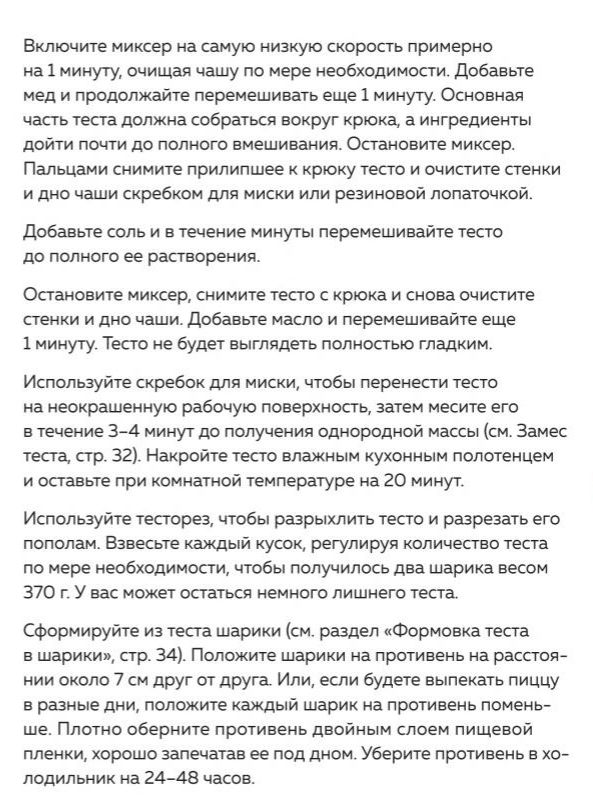 Включите миксер на самую низкую скорость примерно
на 1 минуту, очищая чашу по мере необходимости. Добавьте
мед и продолжайте перемешивать еще 1 минуту. Основная
часть теста должна собраться вокруг крюка, а ингредиенты
дойти почти до полного вмешивания. Остановите миксер.
Пальцами снимите прилипшее к крюку тесто и очистите стенки
и дно чаши скребком для миски или резиновой лопаточкой.
Добавьте соль и в течение минуты перемешивайте тесто
до полного ее растворения.
Остановите миксер, снимите тесто с крюка и снова очистите
стенки и дно чаши. Добавьте масло и перемешивайте еще
1 минуту. Тесто не будет выглядеть полностью гладким.
Используйте скребок для миски, чтобы перенести тесто
на неокрашенную рабочую поверхность, затем месите его
в течение 3–4 минут до получения однородной массы (см. Замес
теста, стр. 32). Накройте тесто влажным кухонным полотенцем
и оставьте при комнатной температуре на 20 минут.
Используйте тесторез, чтобы разрыхлить тесто и разрезать его
пополам. Взвесьте каждый кусок, регулируя количество теста
по мере необходимости, чтобы получилось два шарика весом
370 г. У вас может остаться немного лишнего теста.
Сформируйте из теста шарики (см. раздел «Формовка теста
в шарики», стр. 34). Положите шарики на противень на расстоя-
нии около 7 см друг от друга. Или, если будете выпекать пиццу
в разные дни, положите каждый шарик на противень помень-
ше. Плотно оберните противень двойным слоем пищевой
пленки, хорошо запечатав ее под дном. Уберите противень в хо-
лодильник на 24–48 часов.